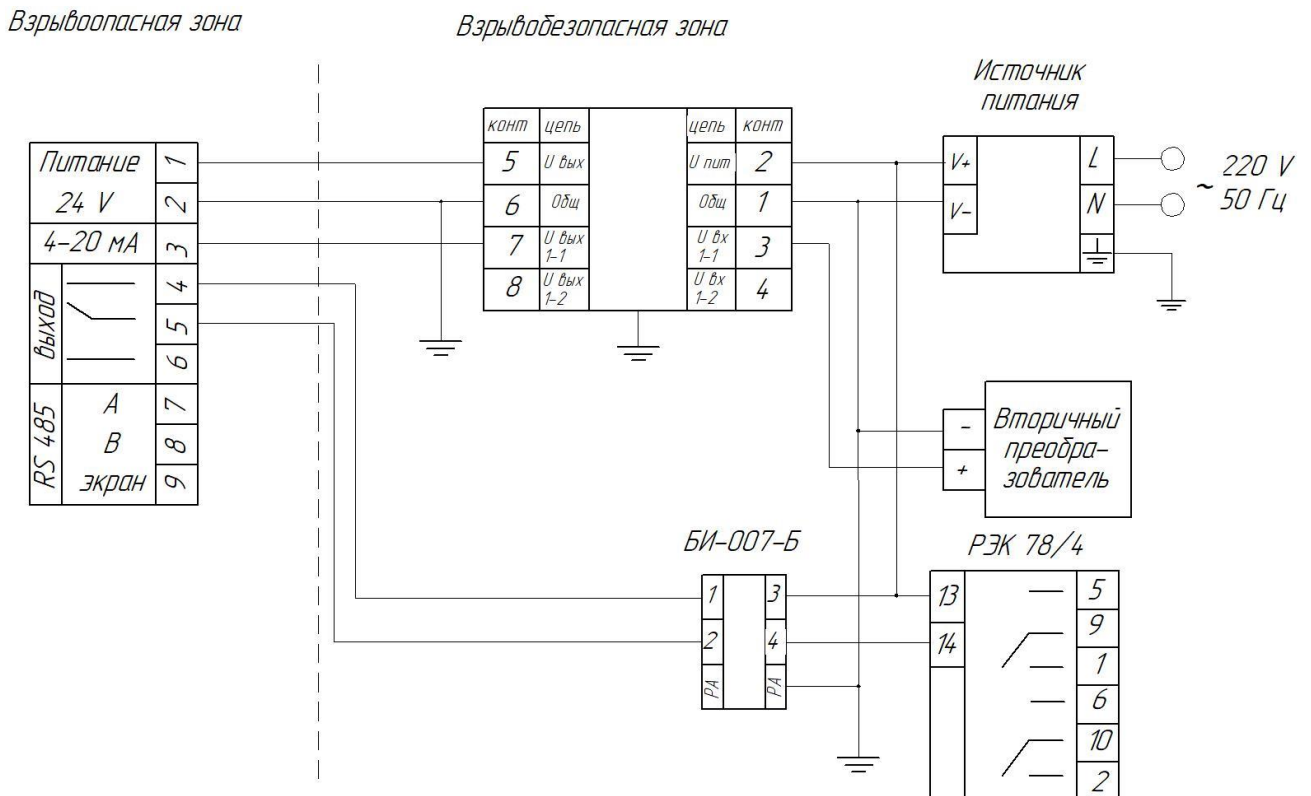 Взрывоопасная зона
Взрывобезопасная зона
Источник
питания
Питание
24 V
1
2
4-20 мА
3
выход
4
5
6
RS 485
A
B
экран
7
8
9
конт
цепь
цепь
конт
5
U вых
U пит
2
6
Общ
Общ
1
7
U вых
1-1
U вх
1-1
3
8
U вых
1-2
U вх
1-2
4
V+
V-
L
N
220 V
~ 50 Гц
-
+
Вторичный
преобра-
зователь
БИ-007-Б
1
3
2
4
PA
PA
РЭК 78/4
13
14
5
9
1
6
10
2